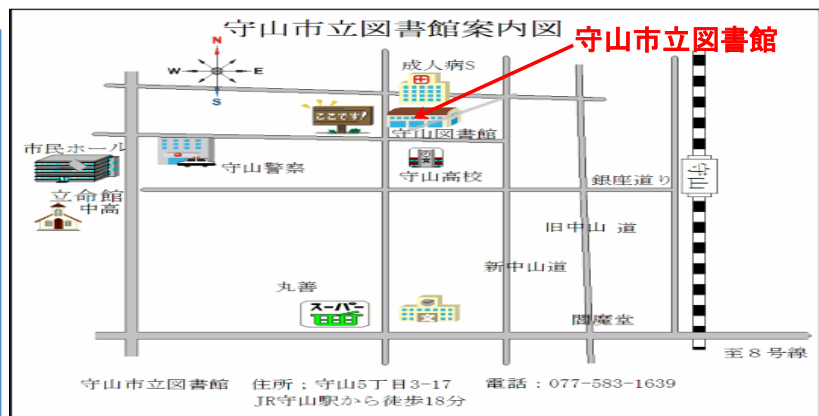 守山市立図書館案内図
守山市立図書館
N
W
E
S
成人病S
ここです!
守山図書館
市民ホール
守山警察
守山高校
守山
立命館
中高
銀座通り
旧中山道
新中山道
丸善
スーパー
文
閻魔堂
至8号線
守山市立図書館 住所;守山5丁目3-17 電話:077-583-1639
JR守山駅から徒歩18分